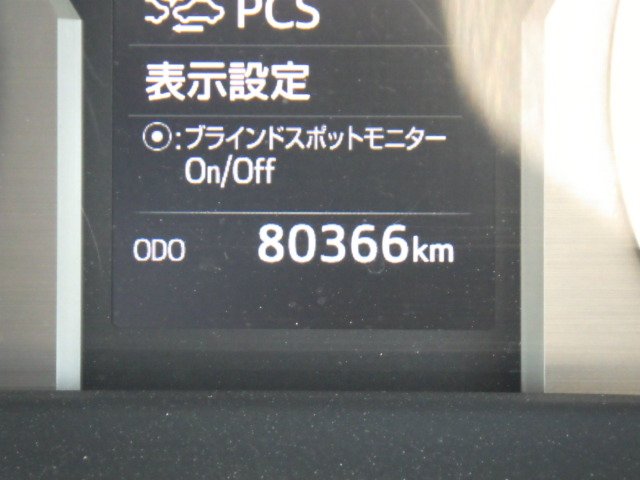 PCS
表示設定
⦿:ブラインドスポットモニター
On/Off
ODO 80366km